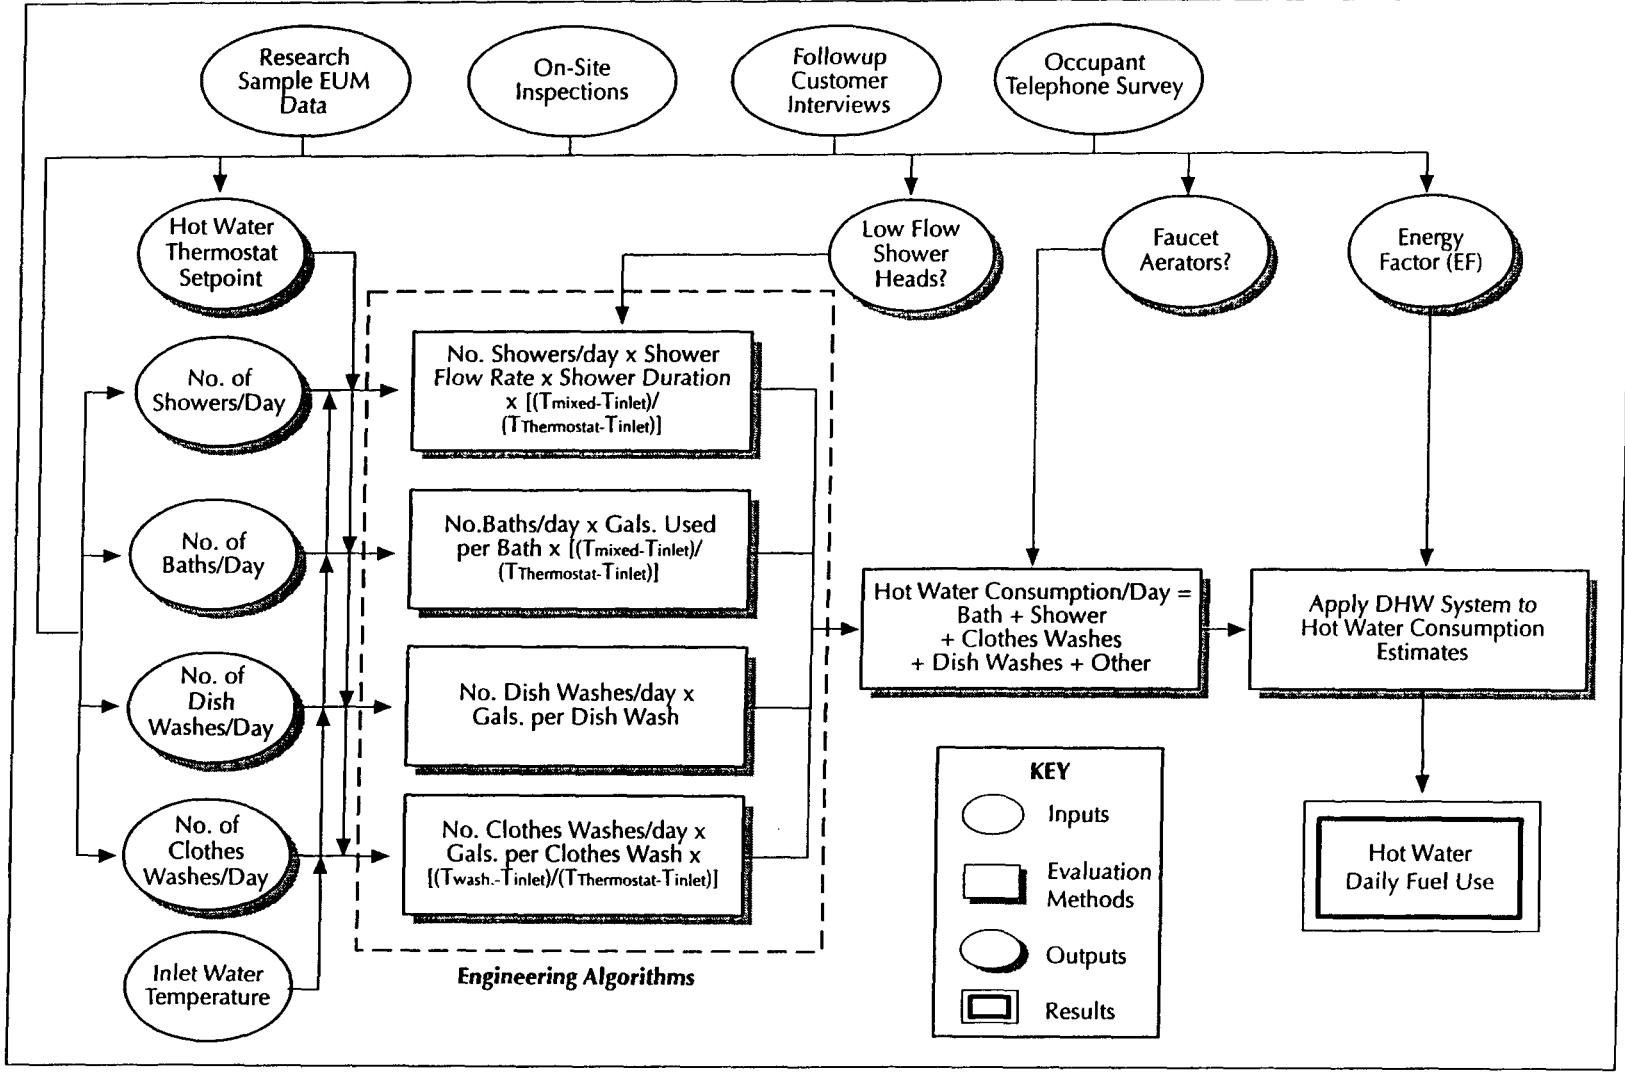 Research
Sample EUM
Data
On-Site
Inspections
Followup
Customer
Interviews
Occupant
Telephone Survey
Hot Water
Thermostat
Setpoint
Low Flow
Shower
Heads?
Faucet
Aerators?
Energy
Factor (EF)
No. of
Showers/Day
No. Showers/day x Shower
Flow Rate x Shower Duration
x [(Tmixed-Tinlet)/
(TThermostat-Tinlet)]
No. of
Baths/Day
No.Baths/day x Gals. Used
per Bath x [(Tmixed-Tinlet)/
(TThermostat-Tinlet)]
Hot Water Consumption/Day =
Bath + Shower
+ Clothes Washes
+ Dish Washes + Other
Apply DHW System to
Hot Water Consumption
Estimates
No. of
Dish
Washes/Day
No. Dish Washes/day x
Gals. per Dish Wash
No. of
Clothes
Washes/Day
No. Clothes Washes/day x
Gals. per Clothes Wash x
[(Twash.-Tinlet)/(TThermostat-Tinlet)]
Inlet Water
Temperature
Engineering Algorithms
KEY
Inputs
Evaluation
Methods
Outputs
Results
Hot Water
Daily Fuel Use